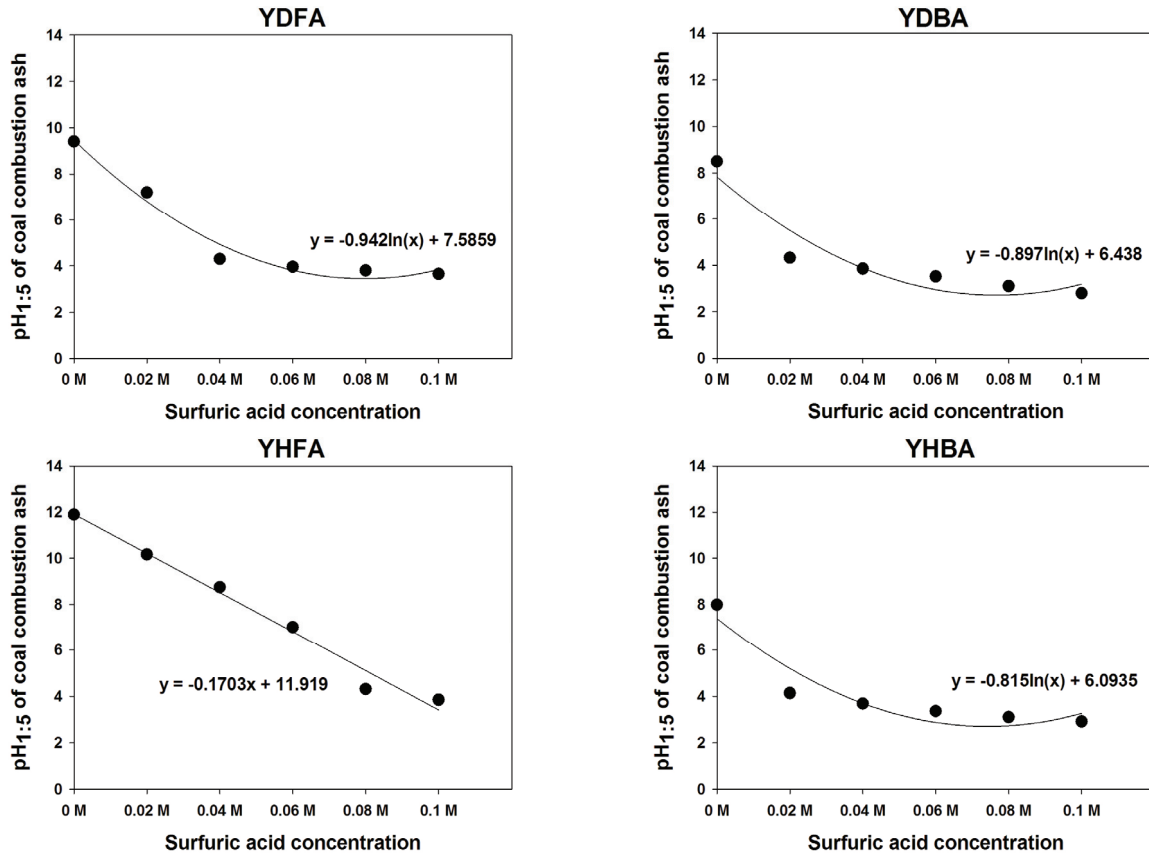 YDFA
14
12
10
8
6
4
2
0
pH1:5 of coal combustion ash
y = -0.942ln(x) + 7.5859
0 M 0.02 M 0.04 M 0.06 M 0.08 M 0.1 M
Surfuric acid concentration
YDBA
14
12
10
8
6
4
2
0
pH1:5 of coal combustion ash
y = -0.897ln(x) + 6.438
0 M 0.02 M 0.04 M 0.06 M 0.08 M 0.1 M
Surfuric acid concentration
YHFA
14
12
10
8
6
4
2
0
pH1:5 of coal combustion ash
y = -0.1703x + 11.919
0 M 0.02 M 0.04 M 0.06 M 0.08 M 0.1 M
Surfuric acid concentration
YHBA
14
12
10
8
6
4
2
0
pH1:5 of coal combustion ash
y = -0.815ln(x) + 6.0935
0 M 0.02 M 0.04 M 0.06 M 0.08 M 0.1 M
Surfuric acid concentration